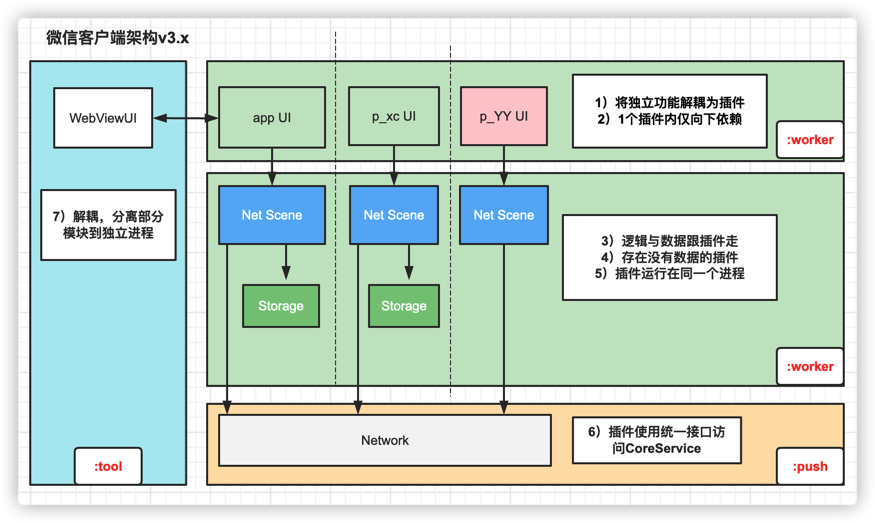 微信客户端架构v3.x
WebViewUI
app UI
p_xc UI
p_YY UI
1）将独立功能解耦为插件
2）1个插件内仅向下依赖
:worker
7）解耦，分离部分
模块到独立进程
Net Scene
Net Scene
Net Scene
3）逻辑与数据跟插件走
4）存在没有数据的插件
5）插件运行在同一个进程
Storage
Storage
:worker
Network
6）插件使用统一接口访
问CoreService
:tool
:push